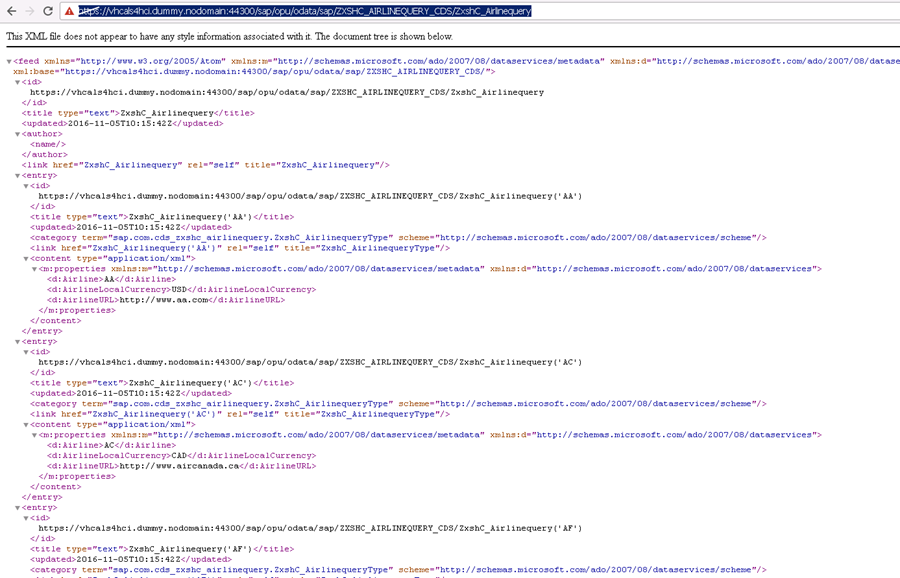 https://vhcals4hci.dummy.nodomain:44300/sap/opu/odata/sap/ZXSHC_AIRLINEQUERY_CDS/ZxshC_Airlinequery
This XML file does not appear to have any style information associated with it. The document tree is shown below.
<feed xmlns="http://www.w3.org/2005/Atom" xmlns:m="http://schemas.microsoft.com/ado/2007/08/dataservices/metadata" xmlns:d="http://schemas.microsoft.com/ado/2007/08/datase
xml:base="https://vhcals4hci.dummy.nodomain:44300/sap/opu/odata/sap/ZXSHC_AIRLINEQUERY_CDS/">
<id>
https://vhcals4hci.dummy.nodomain:44300/sap/opu/odata/sap/ZXSHC_AIRLINEQUERY_CDS/ZxshC_Airlinequery
</id>
<title type="text">ZxshC_Airlinequery</title>
<updated>2016-11-05T10:15:42Z</updated>
<author>
<name/>
</author>
<link href="ZxshC_Airlinequery" rel="self" title="ZxshC_Airlinequery"/>
<entry>
<id>
https://vhcals4hci.dummy.nodomain:44300/sap/opu/odata/sap/ZXSHC_AIRLINEQUERY_CDS/ZxshC_Airlinequery('AA')
</id>
<title type="text">ZxshC_Airlinequery('AA')</title>
<updated>2016-11-05T10:15:42Z</updated>
<category term="sap.com.cds_zxshc_airlinequery.ZxshC_AirlinequeryType" scheme="http://schemas.microsoft.com/ado/2007/08/dataservices/scheme"/>
<link href="ZxshC_Airlinequery('AA')" rel="self" title="ZxshC_AirlinequeryType"/>
<content type="application/xml">
<m:properties xmlns:m="http://schemas.microsoft.com/ado/2007/08/dataservices/metadata" xmlns:d="http://schemas.microsoft.com/ado/2007/08/dataservices">
<d:Airline>AA</d:Airline>
<d:AirlineLocalCurrency>USD</d:AirlineLocalCurrency>
<d:AirlineURL>http://www.aa.com</d:AirlineURL>
</m:properties>
</content>
</entry>
<entry>
<id>
https://vhcals4hci.dummy.nodomain:44300/sap/opu/odata/sap/ZXSHC_AIRLINEQUERY_CDS/ZxshC_Airlinequery('AC')
</id>
<title type="text">ZxshC_Airlinequery('AC')</title>
<updated>2016-11-05T10:15:42Z</updated>
<category term="sap.com.cds_zxshc_airlinequery.ZxshC_AirlinequeryType" scheme="http://schemas.microsoft.com/ado/2007/08/dataservices/scheme"/>
<link href="ZxshC_Airlinequery('AC')" rel="self" title="ZxshC_AirlinequeryType"/>
<content type="application/xml">
<m:properties xmlns:m="http://schemas.microsoft.com/ado/2007/08/dataservices/metadata" xmlns:d="http://schemas.microsoft.com/ado/2007/08/dataservices">
<d:Airline>AC</d:Airline>
<d:AirlineLocalCurrency>CAD</d:AirlineLocalCurrency>
<d:AirlineURL>http://www.aircanada.ca</d:AirlineURL>
</m:properties>
</content>
</entry>
<entry>
<id>
https://vhcals4hci.dummy.nodomain:44300/sap/opu/odata/sap/ZXSHC_AIRLINEQUERY_CDS/ZxshC_Airlinequery('AF')
</id>
<title type="text">ZxshC_Airlinequery('AF')</title>
<updated>2016-11-05T10:15:42Z</updated>
<category term="sap.com.cds_zxshc_airlinequery.ZxshC_AirlinequeryType" scheme="http://schemas.microsoft.com/ado/2007/08/dataservices/scheme"/>